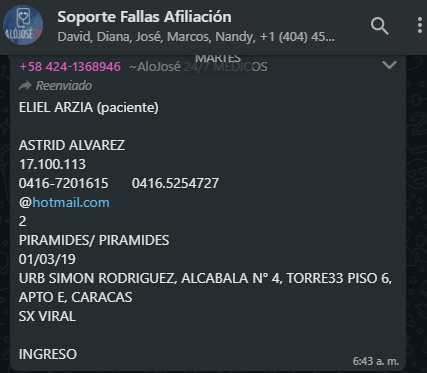 Soporte Fallas Afiliación
David, Diana, José, Marcos, Nandy, +1 (404) 45...
MARTES
+58 424-1368946 ~AloJosé 24/7 MEDICOS
Reenviado
ELIEL ARZIA (paciente)
ASTRID ALVAREZ
17.100.113
0416-7201615 0416.5254727
@hotmail.com
2
PIRAMIDES/ PIRAMIDES
01/03/19
URB SIMON RODRIGUEZ, ALCABALA N° 4, TORRE33 PISO 6,
APTO E, CARACAS
SX VIRAL
INGRESO
6:43 a. m.